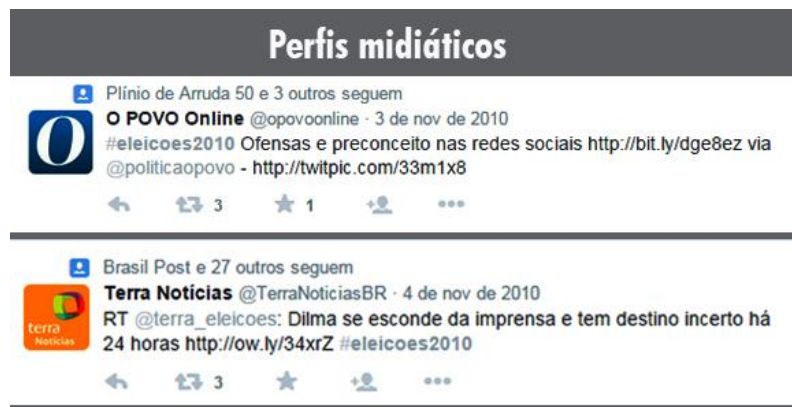 Perfis midiáticos
Plínio de Arruda 50 e 3 outros seguem
O POVO Online @opovoonline · 3 de nov de 2010
#eleicoes2010 Ofensas e preconceito nas redes sociais http://bit.ly/dge8ez via
@politicaopovo - http://twitpic.com/33m1x8
3 1
Brasil Post e 27 outros seguem
Terra Notícias @TerraNoticiasBR · 4 de nov de 2010
RT @terra_eleicoes: Dilma se esconde da imprensa e tem destino incerto há
24 horas http://ow.ly/34xrZ #eleicoes2010
terra
Notícias
3